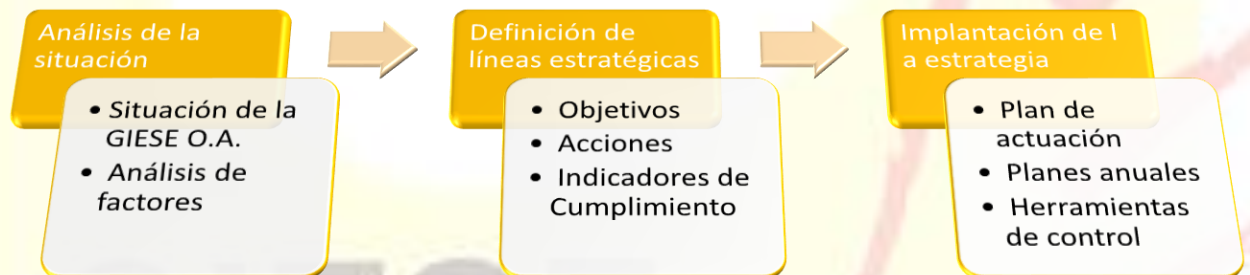 Análisis de la
situación
• Situación de la
GIESE O.A.
• Análisis de
factores
Definición de
líneas estratégicas
• Objetivos
• Acciones
• Indicadores de
Cumplimiento
Implantación de l
a estrategia
• Plan de
actuación
• Planes anuales
• Herramientas
de control